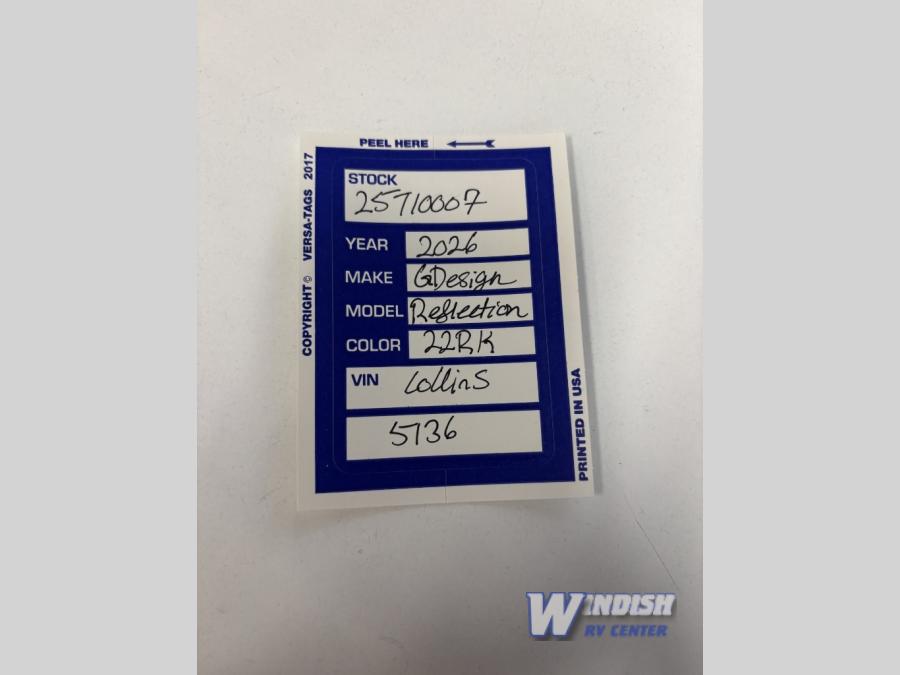 PEEL HERE
COPYRIGHT © VERSA-TAGS 2017
STOCK
25T10007
YEAR 2026
MAKE GDesign
MODEL Reflection
COLOR 22RK
VIN Collins
5736
PRINTED IN USA
WINDISH
RV CENTER